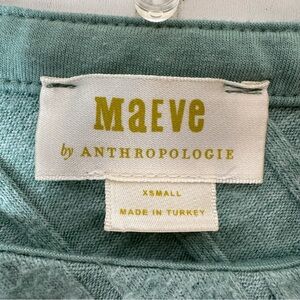 MAEVE
by ANTHROPOLOGIE
XSMALL
MADE IN TURKEY